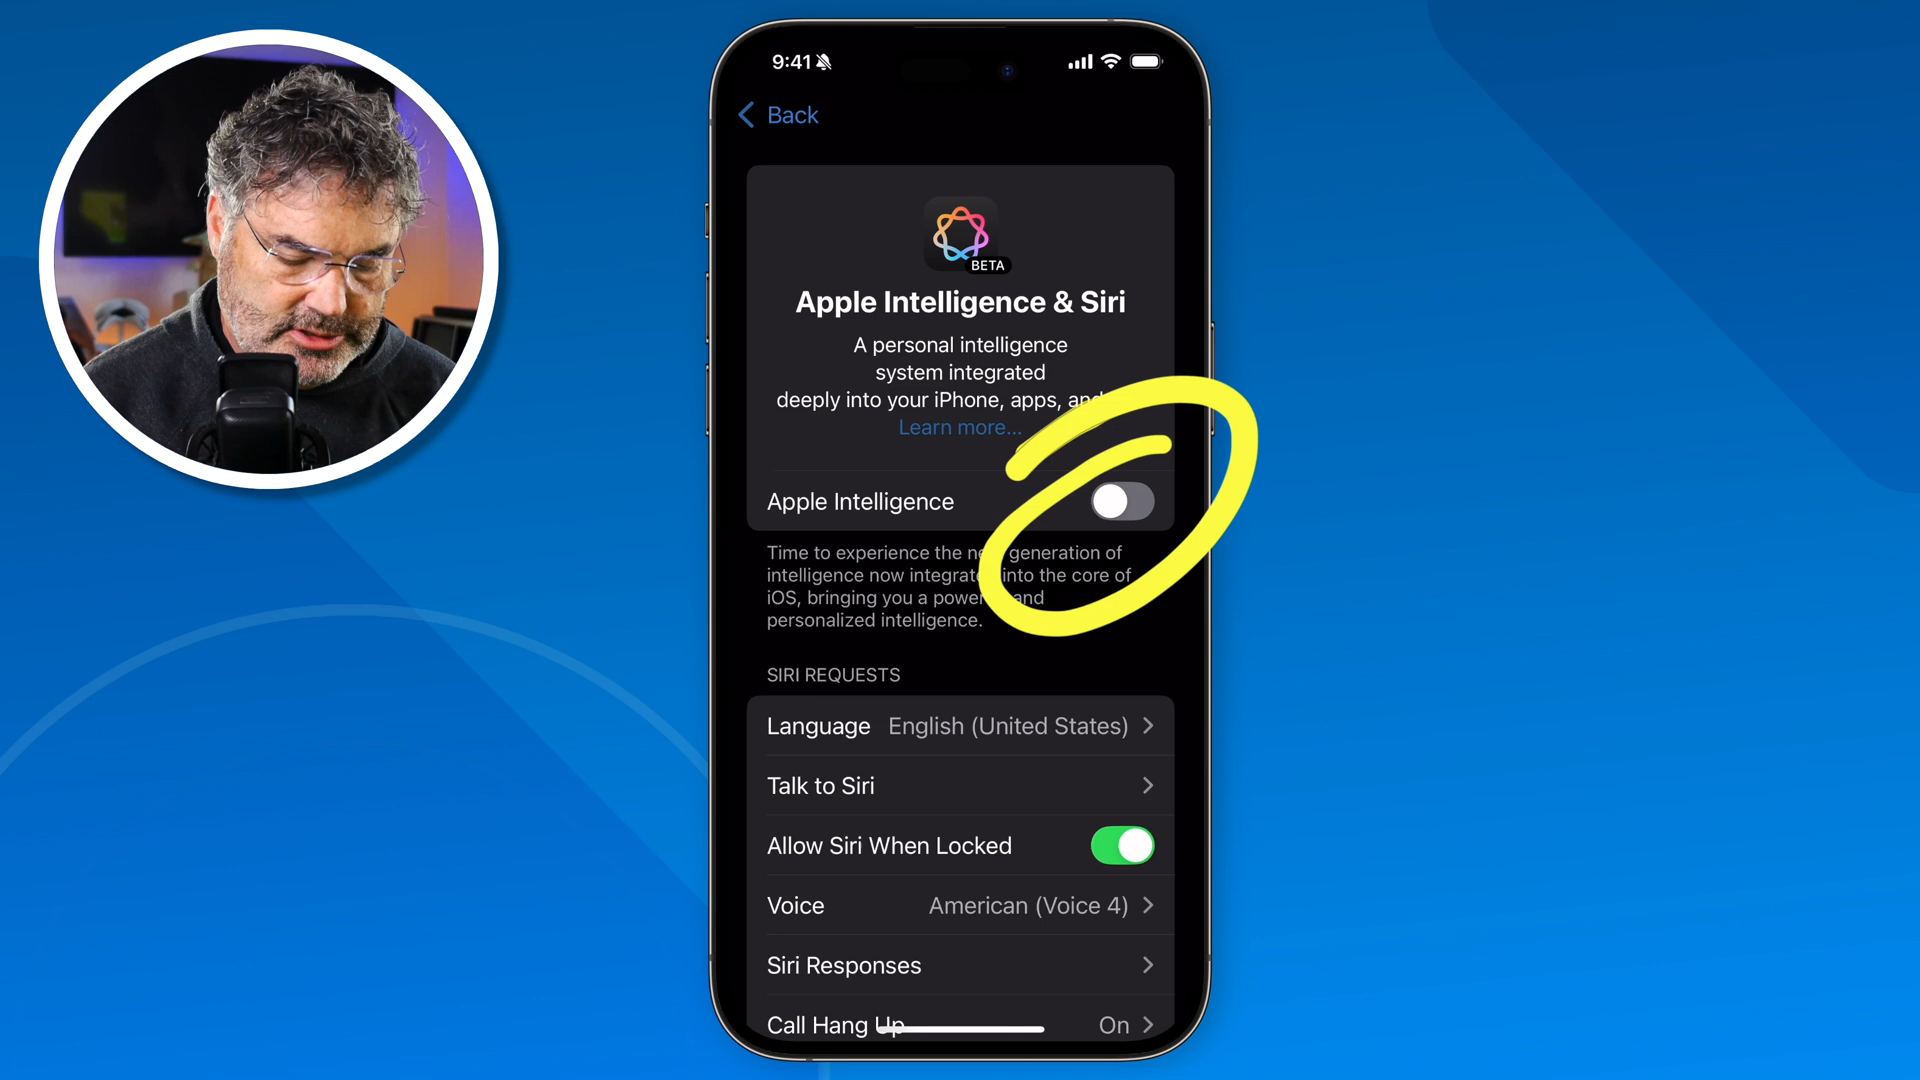 9:41
Back
BETA
Apple Intelligence & Siri
A personal intelligence
system integrated
deeply into your iPhone, apps,
Learn more...
Apple Intelligence
Time to experience the generation of
intelligence now into the core of
iOS, bringing you a and
personalized intelligence.
SIRI REQUESTS
Language English (United States)
Talk to Siri
Allow Siri When Locked
Voice American (Voice 4)
Siri Responses
Call Hang Up On